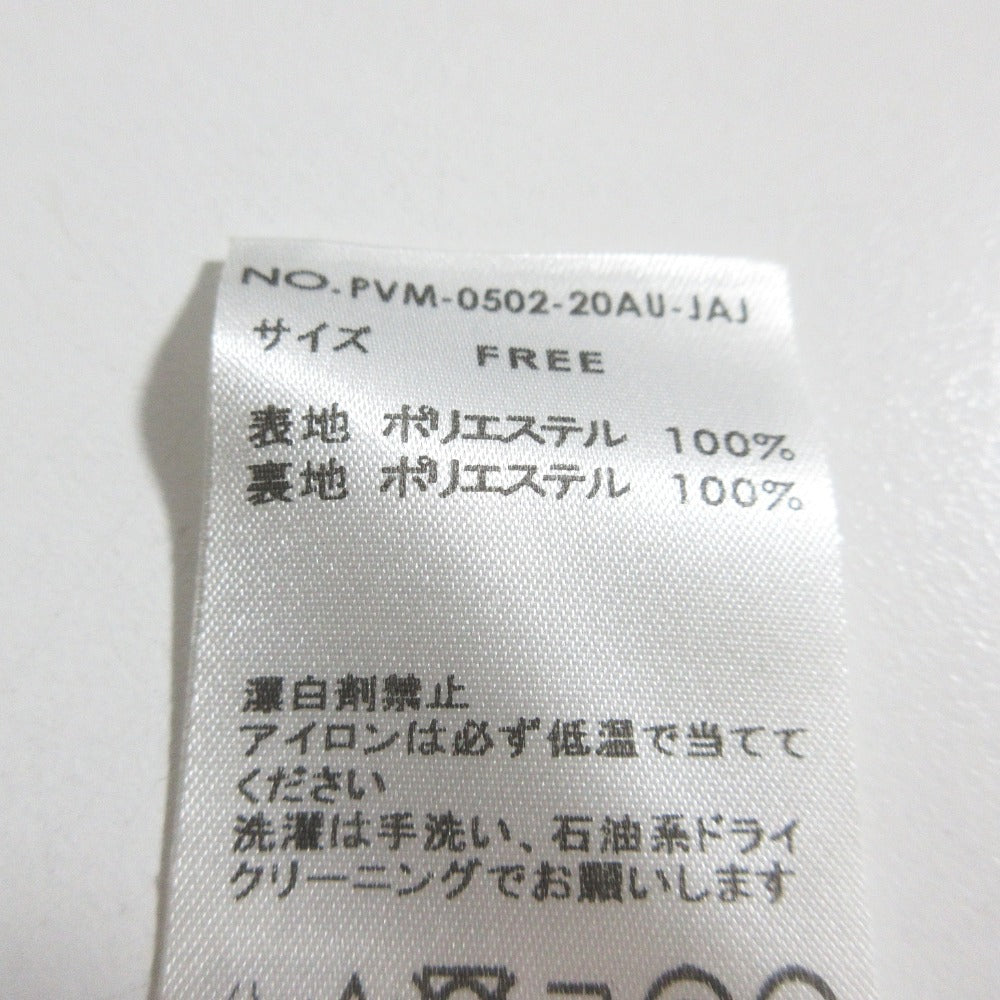 NO.PVM-0502-20AU-JAJ
サイズ FREE
表地 ポリエステル 100%
裏地 ポリエステル 100%
漂白剤禁止
アイロンは必ず低温で当てて
ください
洗濯は手洗い、石油系ドライ
クリーニングでお願いします